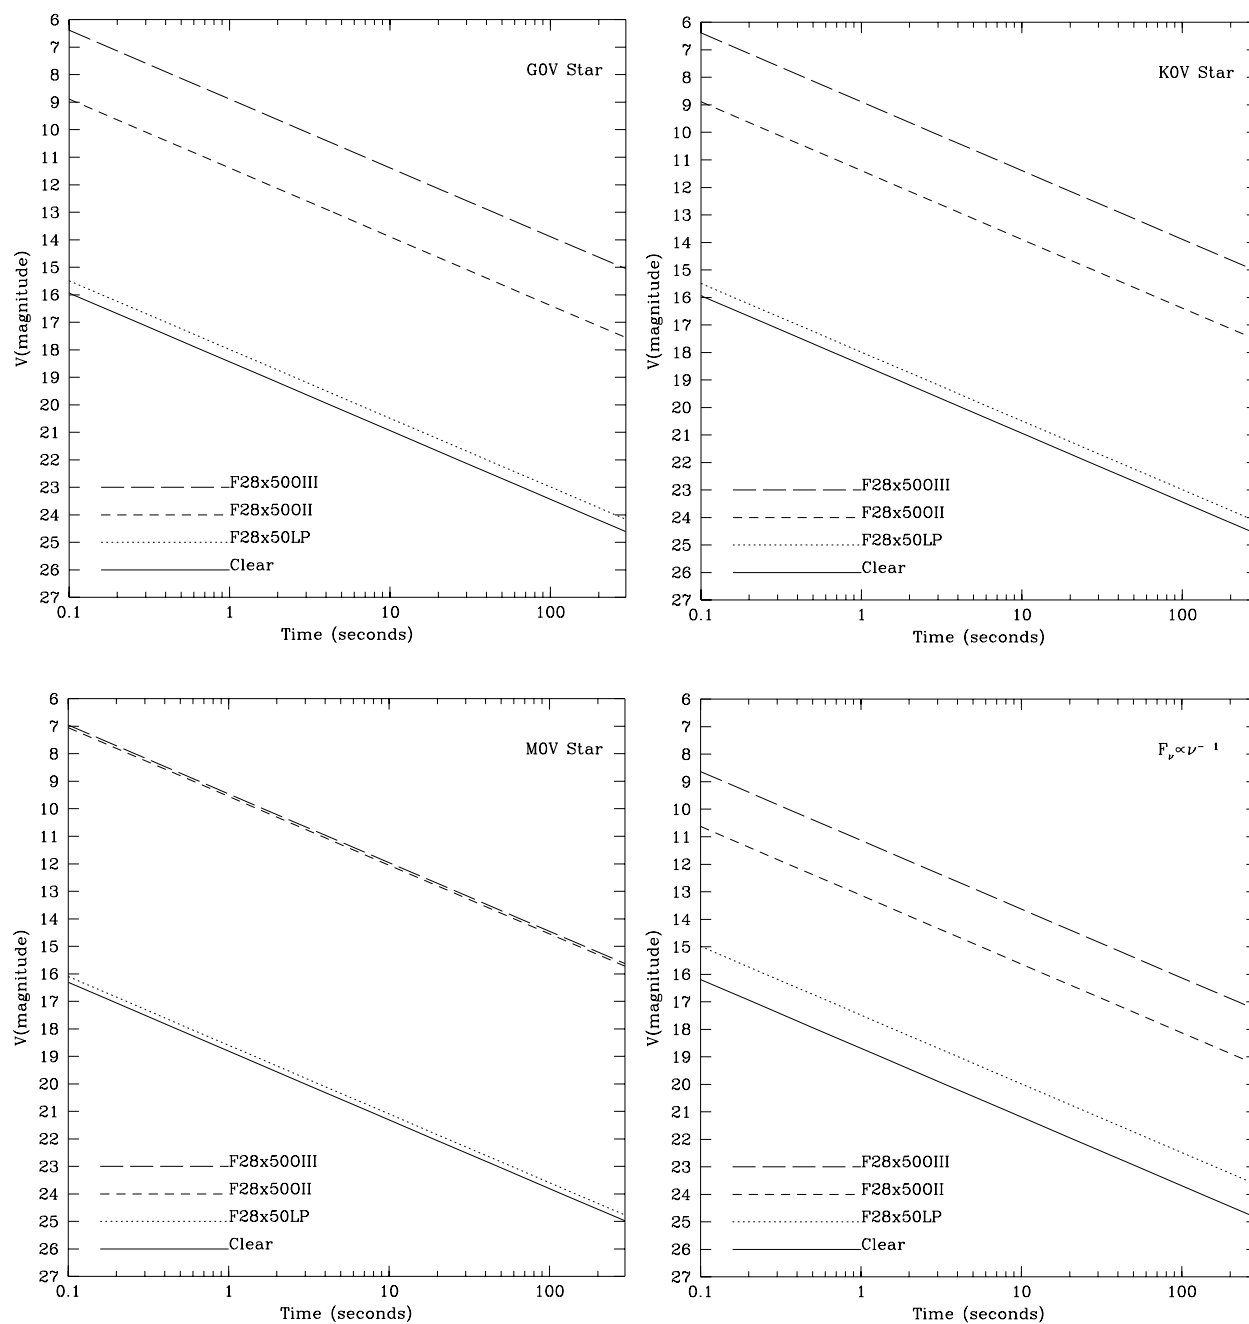 6
7
8
9
10
11
12
13
14
15
16
17
18
19
20
21
22
23
24
25
26
27
V(magnitude)
G0V Star
F28x50OIII
F28x50OII
F28x50LP
Clear
0.1 1 10 100
Time (seconds)
6
7
8
9
10
11
12
13
14
15
16
17
18
19
20
21
22
23
24
25
26
27
V(magnitude)
K0V Star
F28x50OIII
F28x50OII
F28x50LP
Clear
0.1 1 10 100
Time (seconds)
6
7
8
9
10
11
12
13
14
15
16
17
18
19
20
21
22
23
24
25
26
27
V(magnitude)
M0V Star
F28x50OIII
F28x50OII
F28x50LP
Clear
0.1 1 10 100
Time (seconds)
6
7
8
9
10
11
12
13
14
15
16
17
18
19
20
21
22
23
24
25
26
27
V(magnitude)
F_ν∝ν^-1
F28x50OIII
F28x50OII
F28x50LP
Clear
0.1 1 10 100
Time (seconds)